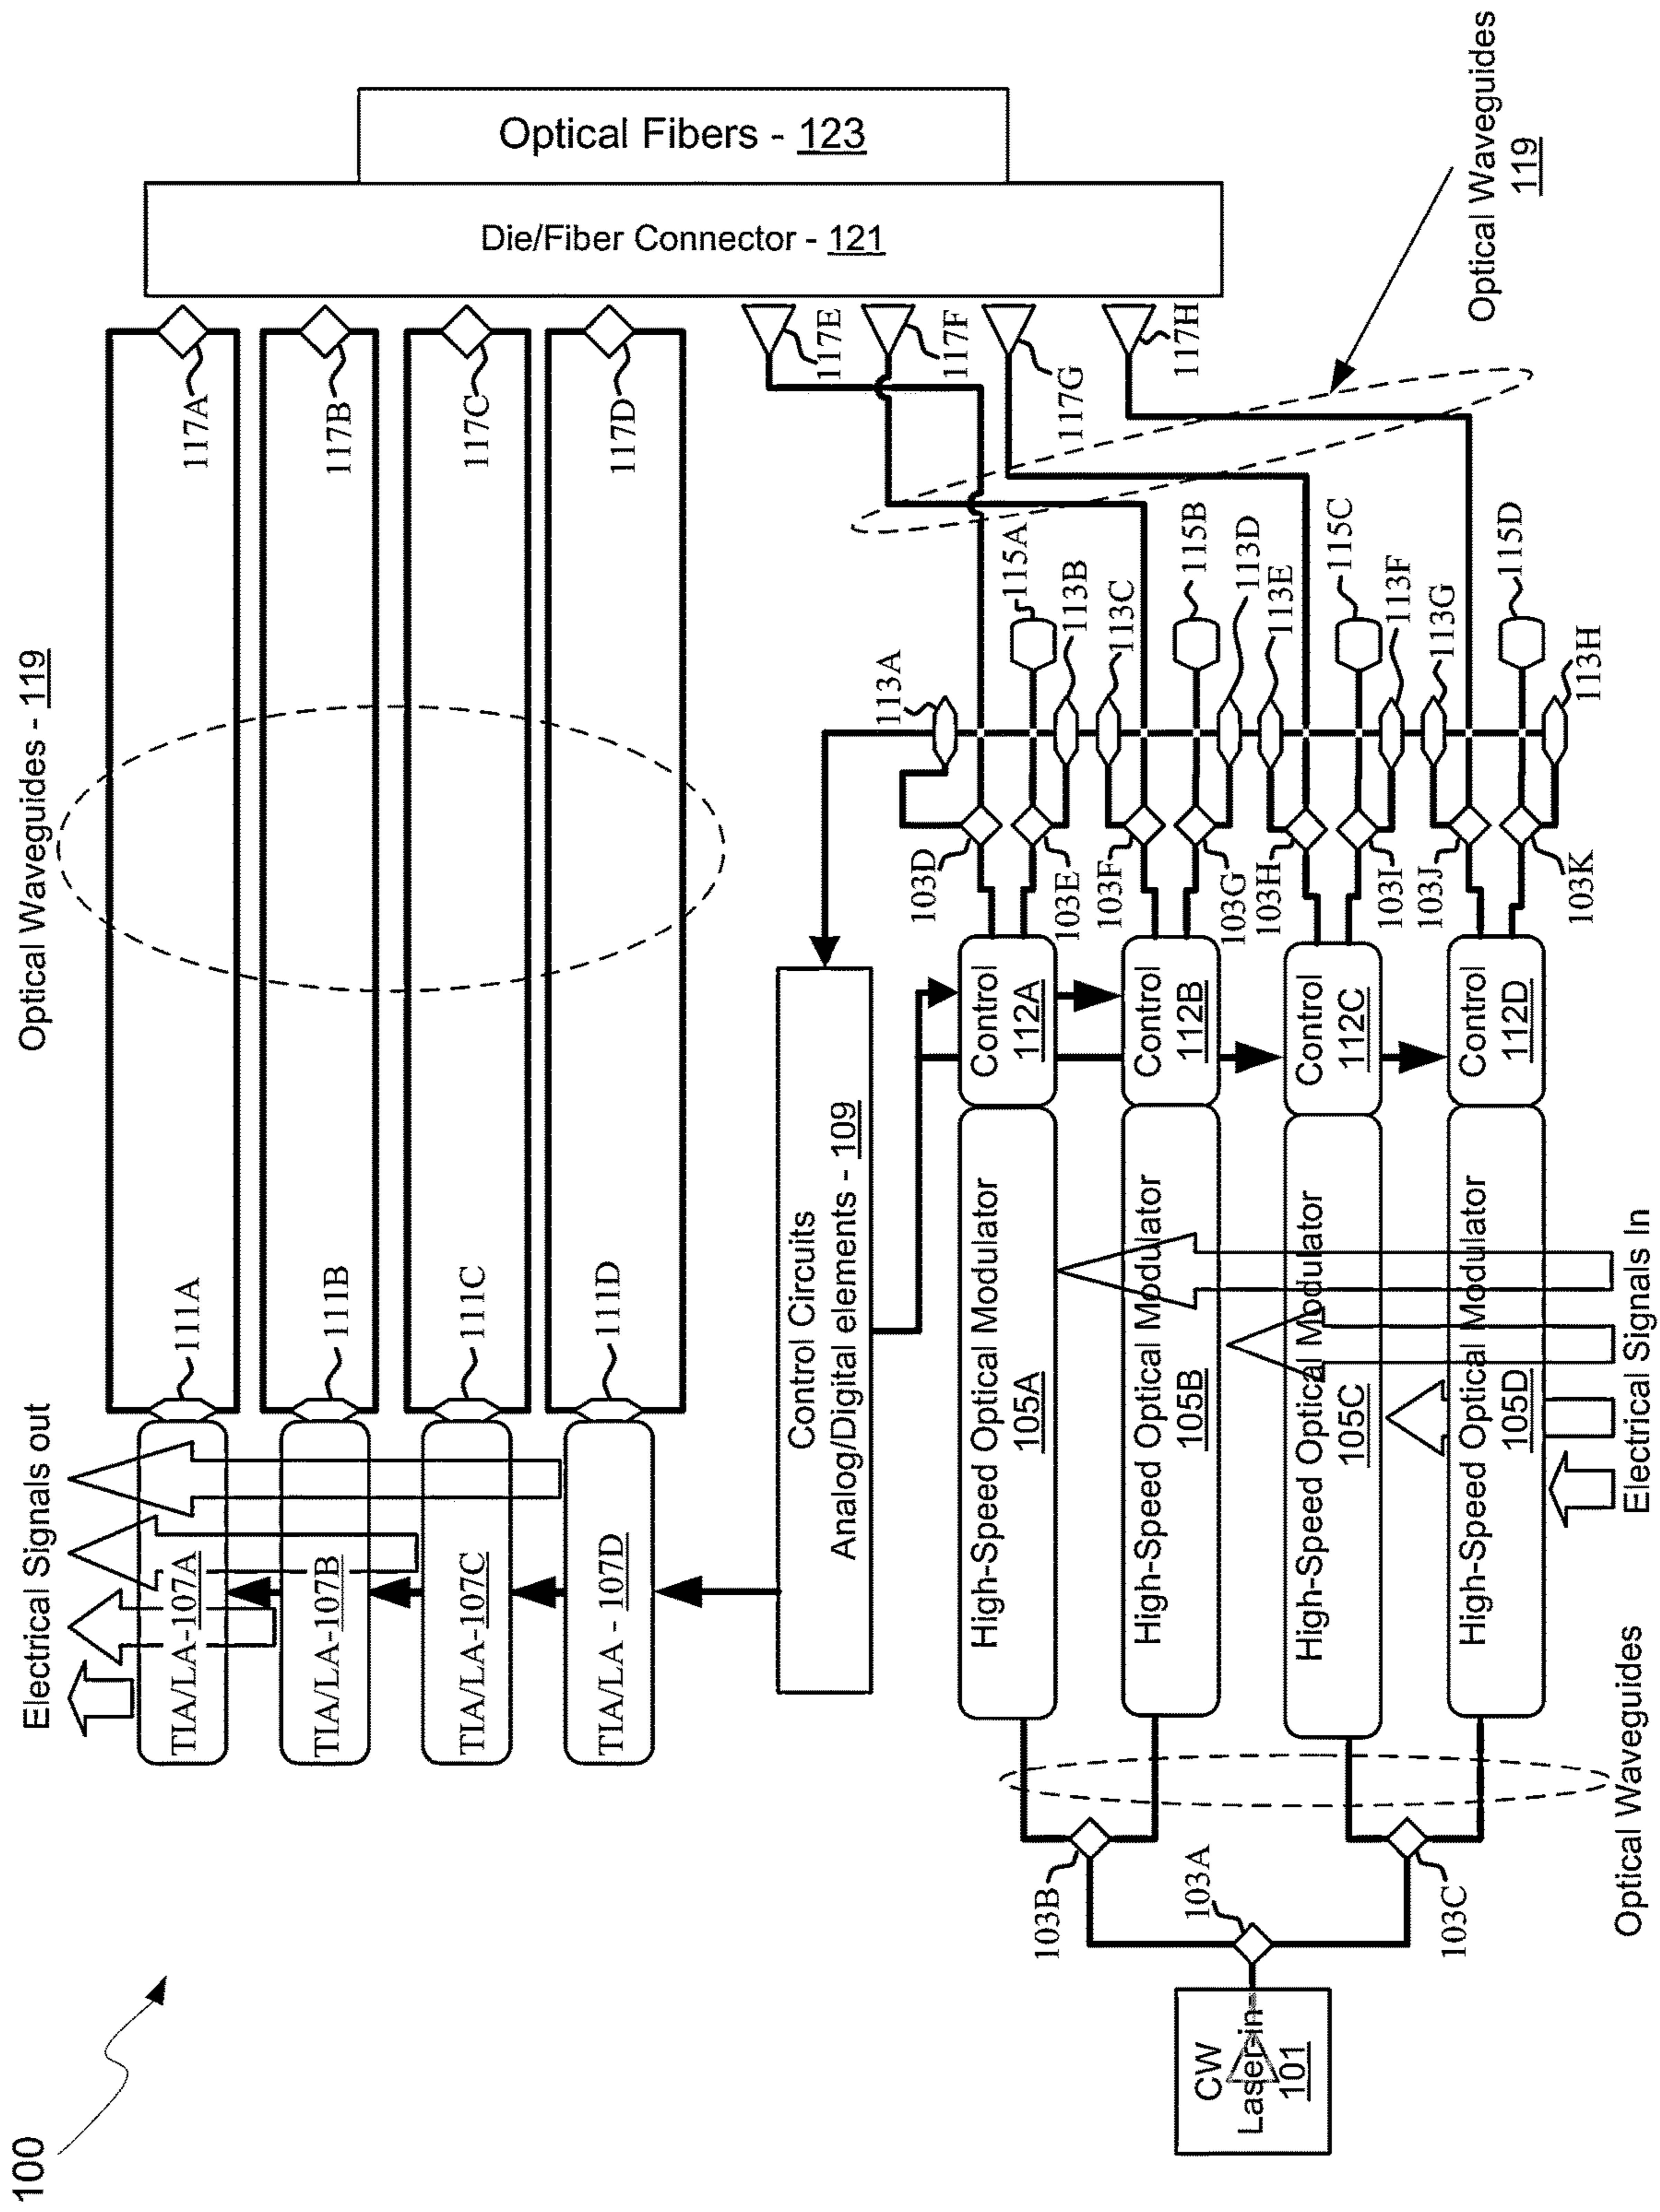 100
Electrical Signals out
Optical Waveguides - 119
Optical Waveguides
119
Optical Fibers - 123
Die/Fiber Connector - 121
117A
117B
117C
117D
117E
117F
117G
117H
111A
111B
111C
111D
TIA/LA-107A
TIA/LA-107B
TIA/LA-107C
TIA/LA - 107D
Control Circuits
Analog/Digital elements - 109
113A
115A
113B
113C
115B
113D
113E
115C
113F
113G
115D
113H
103D
103E
103F
103G
103H
103I
103J
103K
Control
112A
Control
112B
Control
112C
Control
112D
High-Speed Optical Modulator
105A
High-Speed Optical Modulator
105B
High-Speed Optical Modulator
105C
High-Speed Optical Modulator
105D
Electrical Signals In
Optical Waveguides
103B
103A
103C
CW
Laser-in
101